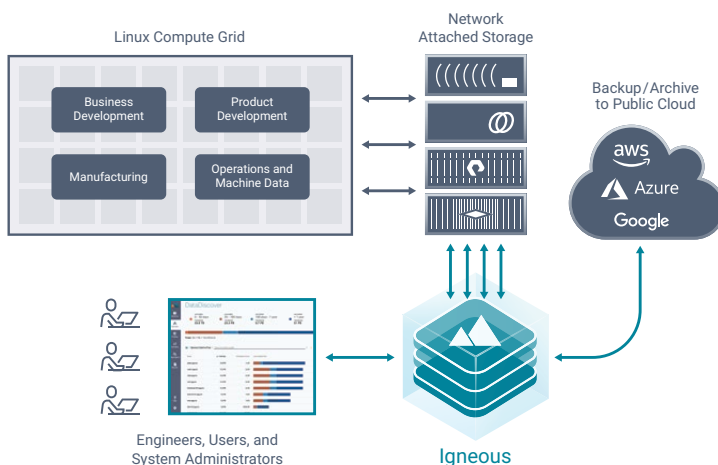 Linux Compute Grid
Network
Attached Storage
Business
Development
Product
Development
Manufacturing
Operations and
Machine Data
Backup/Archive
to Public Cloud
aws
Azure
Google
DataDiscover
Engineers, Users, and
System Administrators
Igneous